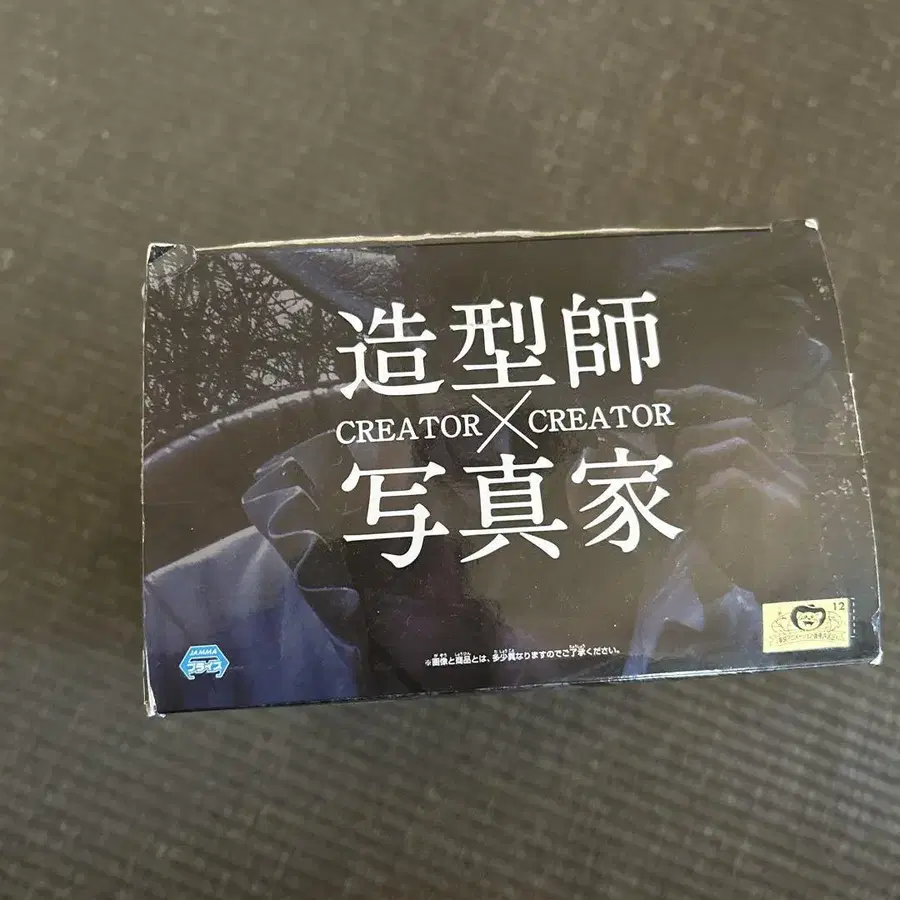 造型師
CREATOR×CREATOR
写真家
JAMMA
プライズ
※画像と商品とは、多少異なりますのでご了承ください。
12